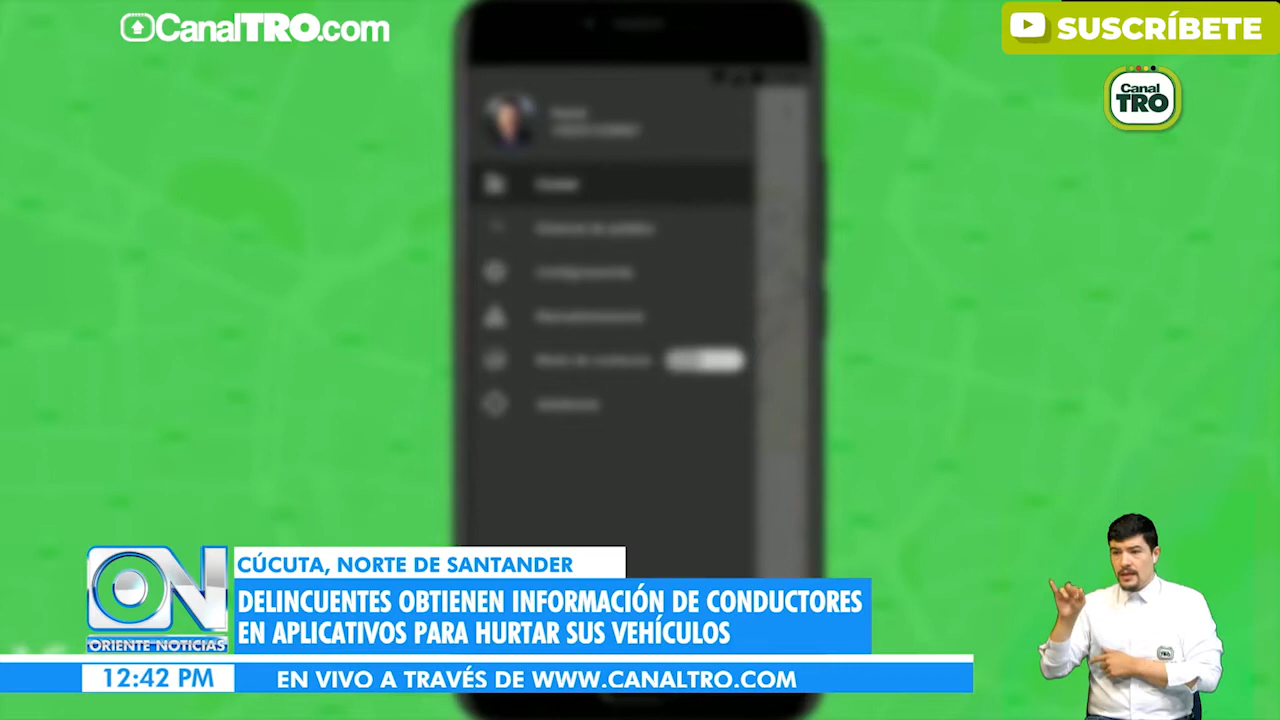 CanalTRO.com
SUSCRÍBETE
Canal
TRO
CÚCUTA, NORTE DE SANTANDER
DELINCUENTES OBTIENEN INFORMACIÓN DE CONDUCTORES
EN APLICATIVOS PARA HURTAR SUS VEHÍCULOS
ON
ORIENTE NOTICIAS
12:42 PM
EN VIVO A TRAVÉS DE WWW.CANALTRO.COM